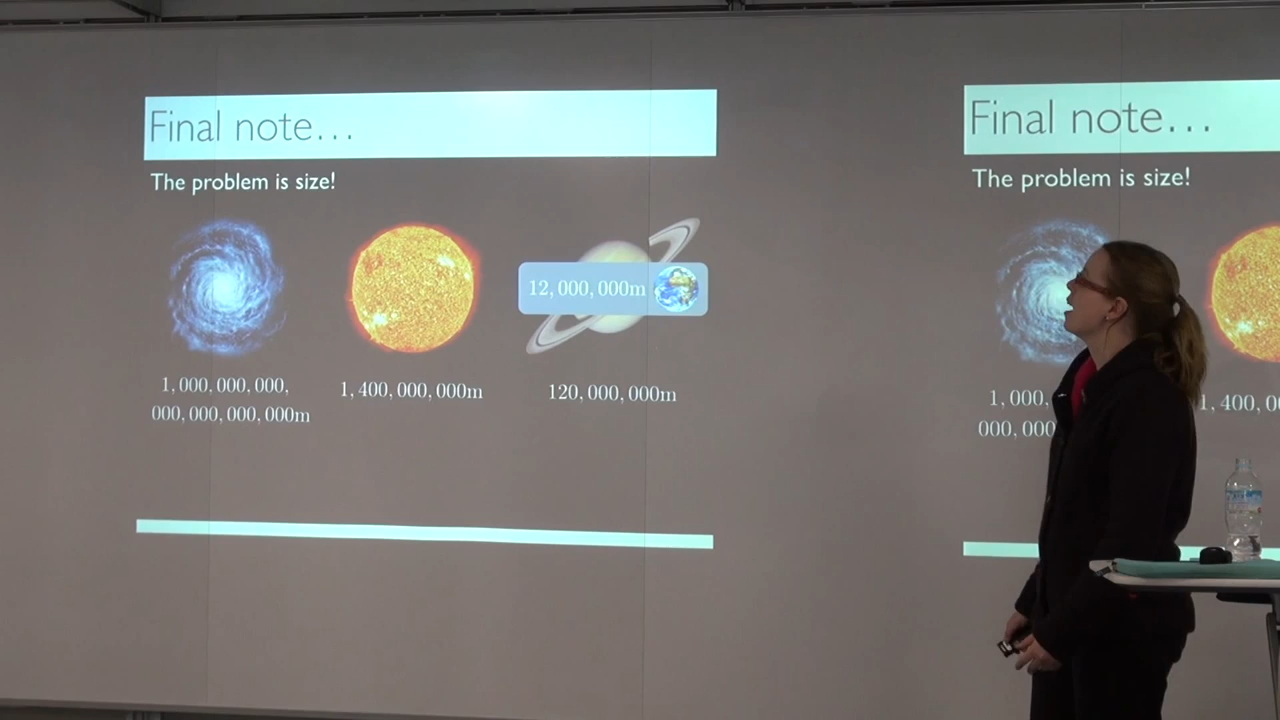 Final note...
The problem is size!
12,000,000m
1,000,000,000,
000,000,000,000m
1,400,000,000m
120,000,000m
Final note...
The problem is size!
1,000,
000,000
1,400,0